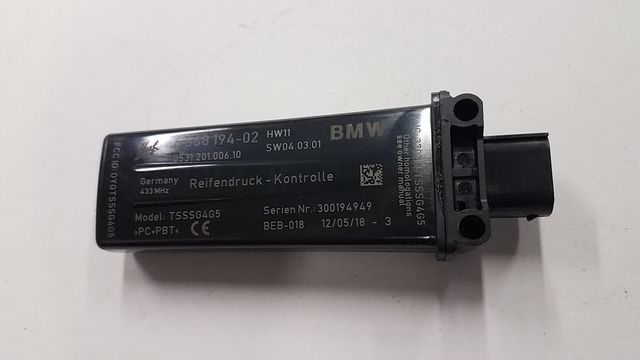 FCC ID: OYGTSSSG4G5
868 194-02 HW11
0531.201.006.10 SW04.03.01
BMW
Germany
433 MHz
Reifendruck - Kontrolle
Model: TSSSG4G5
Serien Nr.: 300194949
>PC+PBT< CE
BEB-018 12/05/18 - 3
TSSSG4G5
Other homologations
see owner manual